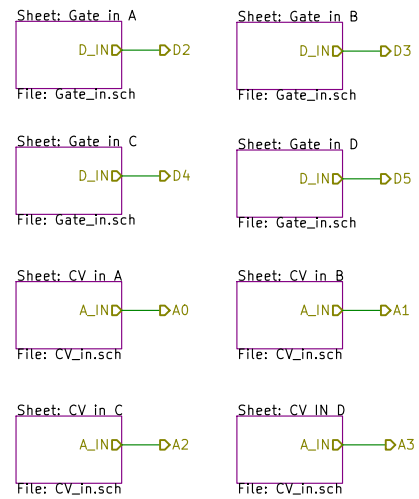 Sheet: Gate in A
D_IN D2
File: Gate_in.sch
Sheet: Gate in B
D_IN D3
File: Gate_in.sch
Sheet: Gate in C
D_IN D4
File: Gate_in.sch
Sheet: Gate in D
D_IN D5
File: Gate_in.sch
Sheet: CV in A
A_IN A0
File: CV_in.sch
Sheet: CV in B
A_IN A1
File: CV_in.sch
Sheet: CV in C
A_IN A2
File: CV_in.sch
Sheet: CV IN D
A_IN A3
File: CV_in.sch